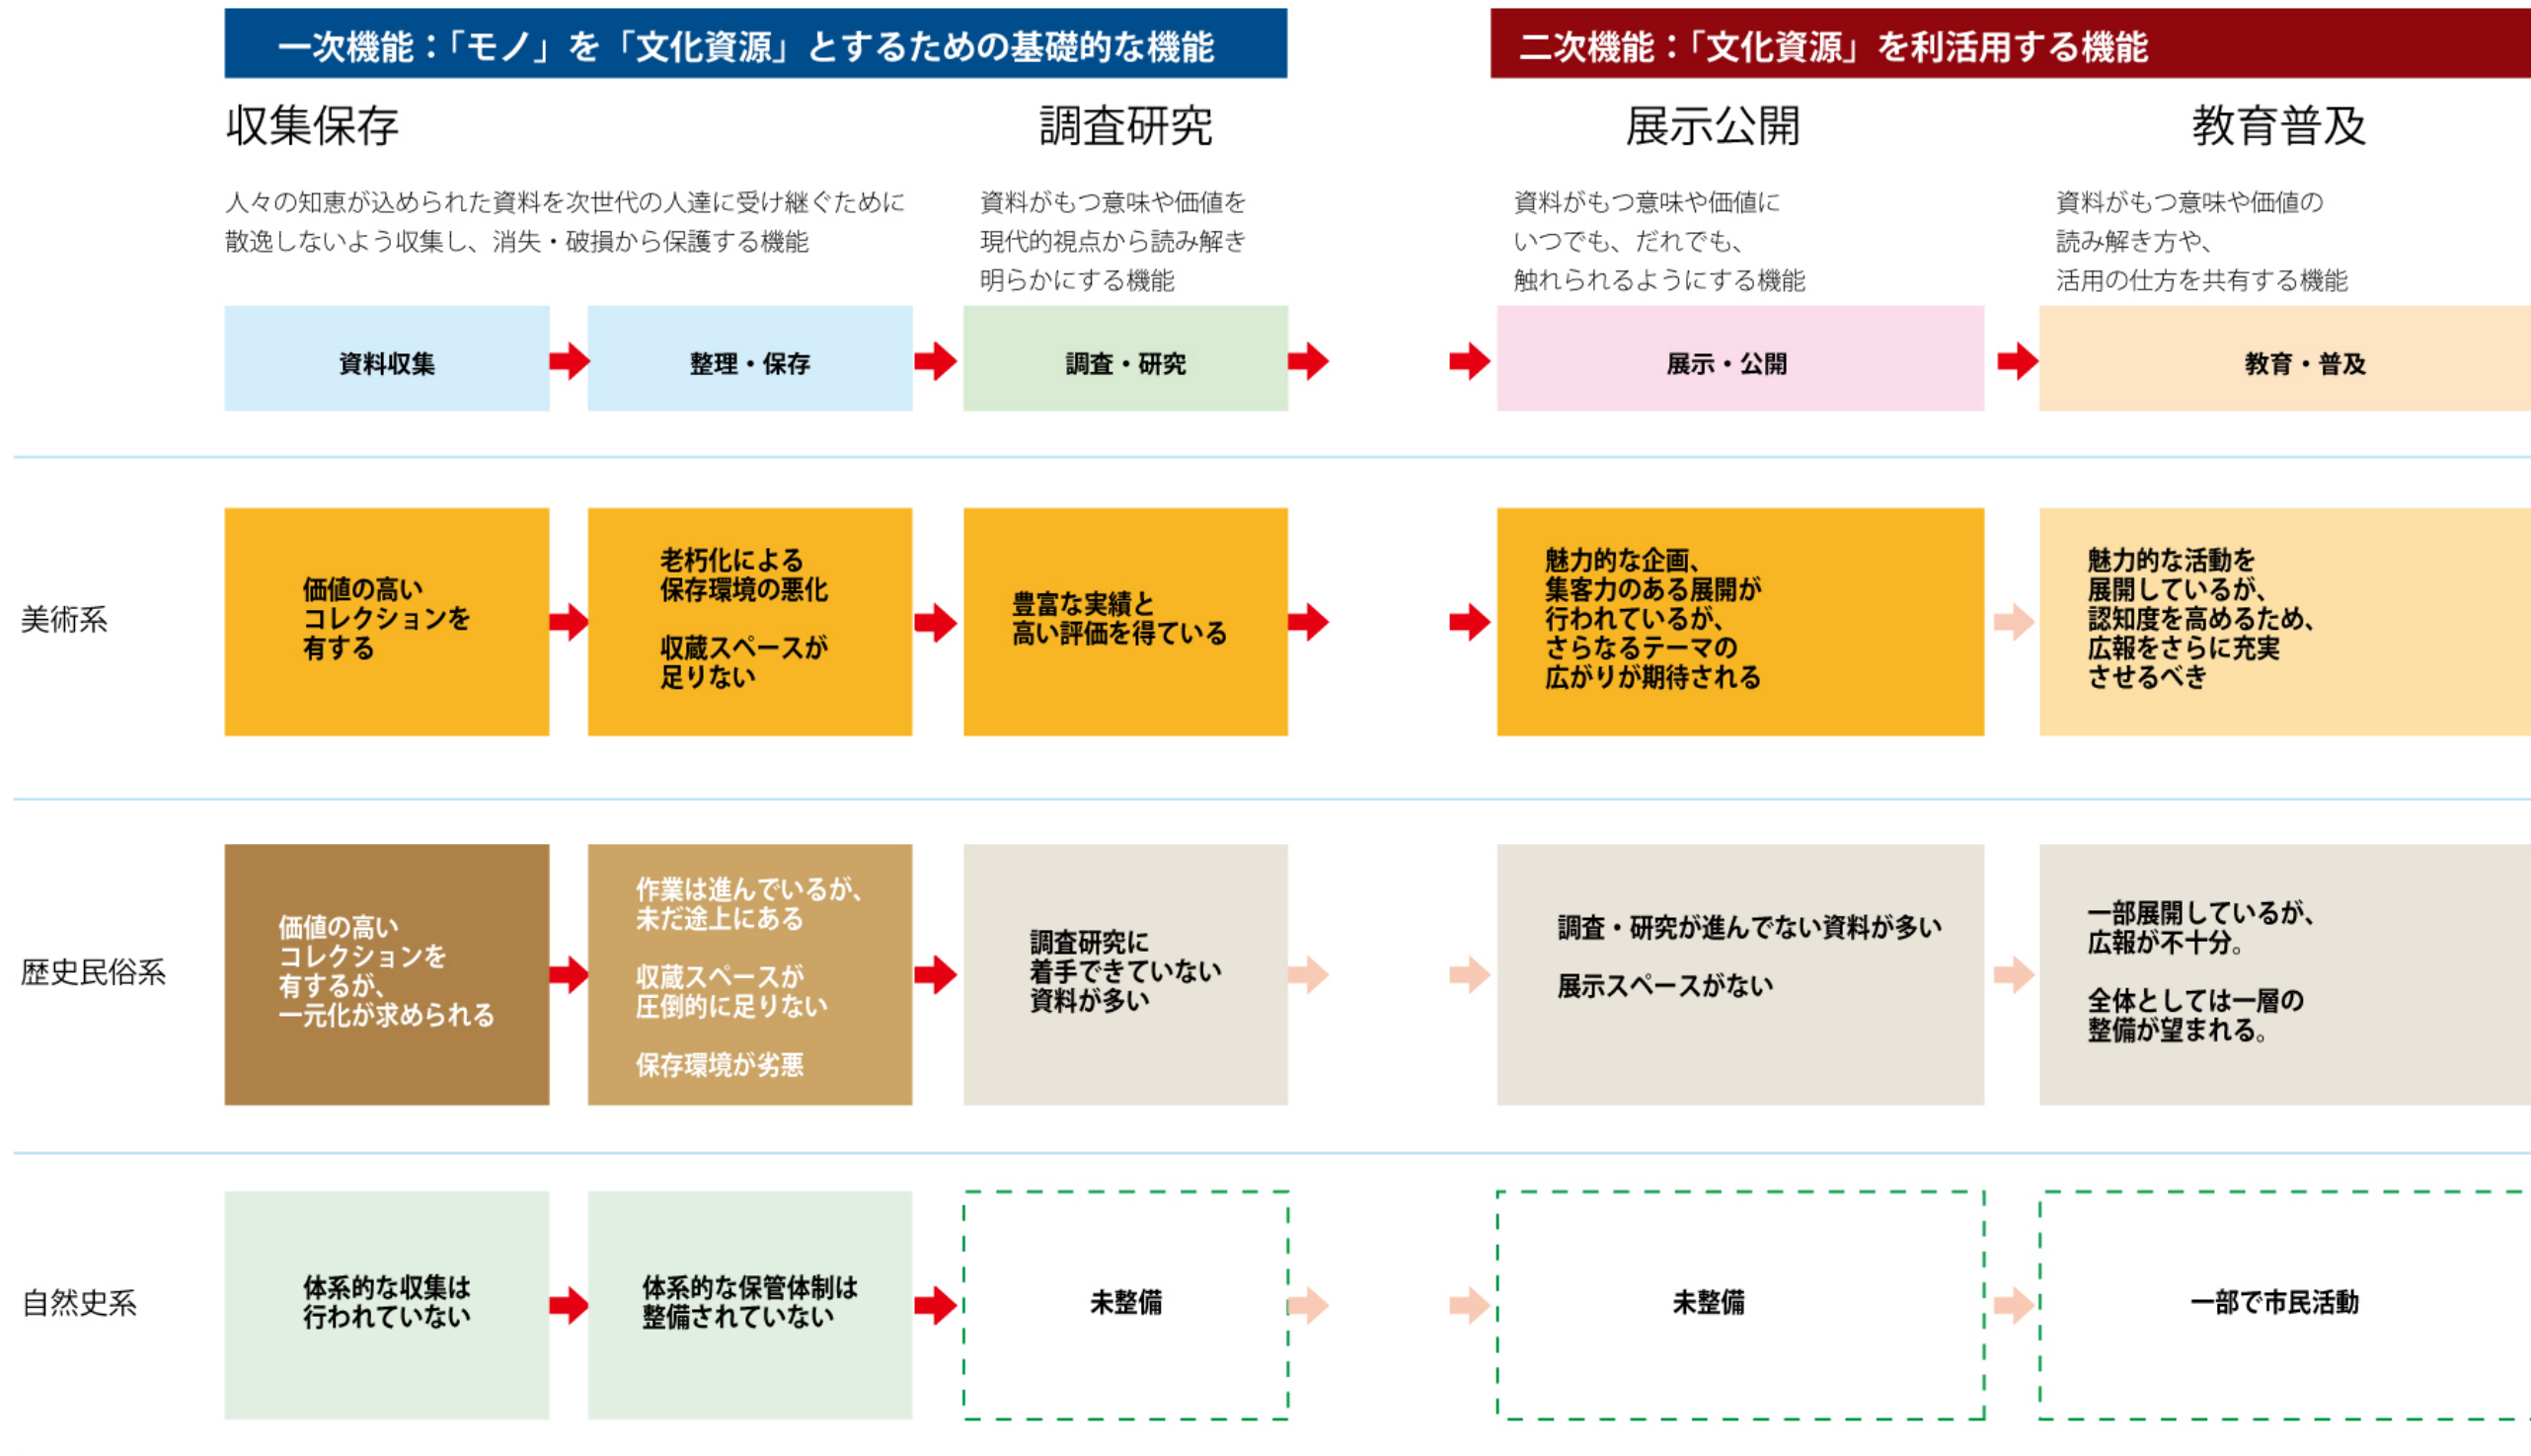 一次機能：「モノ」を「文化資源」とするための基礎的な機能
二次機能：「文化資源」を利活用する機能
収集保存
調査研究
展示公開
教育普及
人々の知恵が込められた資料を次世代の人達に受け継ぐために
散逸しないよう収集し、消失・破損から保護する機能
資料がもつ意味や価値を
現代的視点から読み解き
明らかにする機能
資料がもつ意味や価値に
いつでも、だれでも、
触れられるようにする機能
資料がもつ意味や価値の
読み解き方や、
活用の仕方を共有する機能
資料収集
整理・保存
調査・研究
展示・公開
教育・普及
美術系
価値の高い
コレクションを
有する
老朽化による
保存環境の悪化
収蔵スペースが
足りない
豊富な実績と
高い評価を得ている
魅力的な企画、
集客力のある展開が
行われているが、
さらなるテーマの
広がりが期待される
魅力的な活動を
展開しているが、
認知度を高めるため、
広報をさらに充実
させるべき
歴史民俗系
価値の高い
コレクションを
有するが、
一元化が求められる
作業は進んでいるが、
未だ途上にある
収蔵スペースが
圧倒的に足りない
保存環境が劣悪
調査研究に
着手できていない
資料が多い
調査・研究が進んでない資料が多い
展示スペースがない
一部展開しているが、
広報が不十分。
全体としては一層の
整備が望まれる。
自然史系
体系的な収集は
行われていない
体系的な保管体制は
整備されていない
未整備
未整備
一部で市民活動